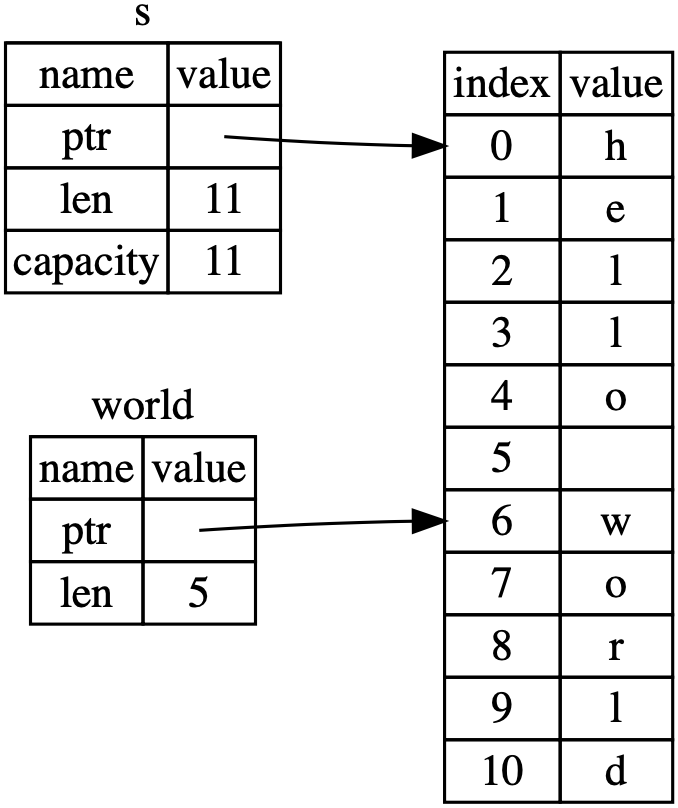 s
name value
ptr
len 11
capacity 11
world
name value
ptr
len 5
index value
0 h
1 e
2 l
3 l
4 o
5
6 w
7 o
8 r
9 l
10 d